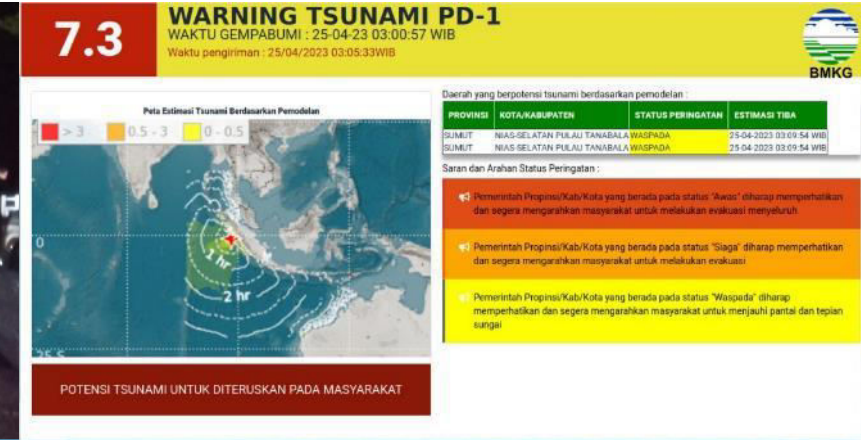 7.3
WARNING TSUNAMI PD-1
WAKTU GEMPABUMI : 25-04-23 03:00:57 WIB
Waktu pengiriman : 25/04/2023 03:05:33WIB
BMKG
Peta Estimasi Tsunami Berdasarkan Pemodelan
> 3 0.5 - 3 0 - 0.5
0
1 hr
2 hr
25 S
POTENSI TSUNAMI UNTUK DITERUSKAN PADA MASYARAKAT
Daerah yang berpotensi tsunami berdasarkan pemodelan :
PROVINSI KOTA/KABUPATEN STATUS PERINGATAN ESTIMASI TIBA
SUMUT NIAS-SELATAN PULAU TANABALA WASPADA 25-04-2023 03:09:54 WIB
SUMUT NIAS-SELATAN PULAU TANABALA WASPADA 25-04-2023 03:09:54 WIB
Saran dan Arahan Status Peringatan :
Pemerintah Propinsi/Kab/Kota yang berada pada status "Awas" diharap memperhatikan
dan segera mengarahkan masyarakat untuk melakukan evakuasi menyeluruh
Pemerintah Propinsi/Kab/Kota yang berada pada status "Siaga" diharap memperhatikan
dan segera mengarahkan masyarakat untuk melakukan evakuasi
Pemerintah Propinsi/Kab/Kota yang berada pada status "Waspada" diharap
memperhatikan dan segera mengarahkan masyarakat untuk menjauhi pantai dan tepian
sungai